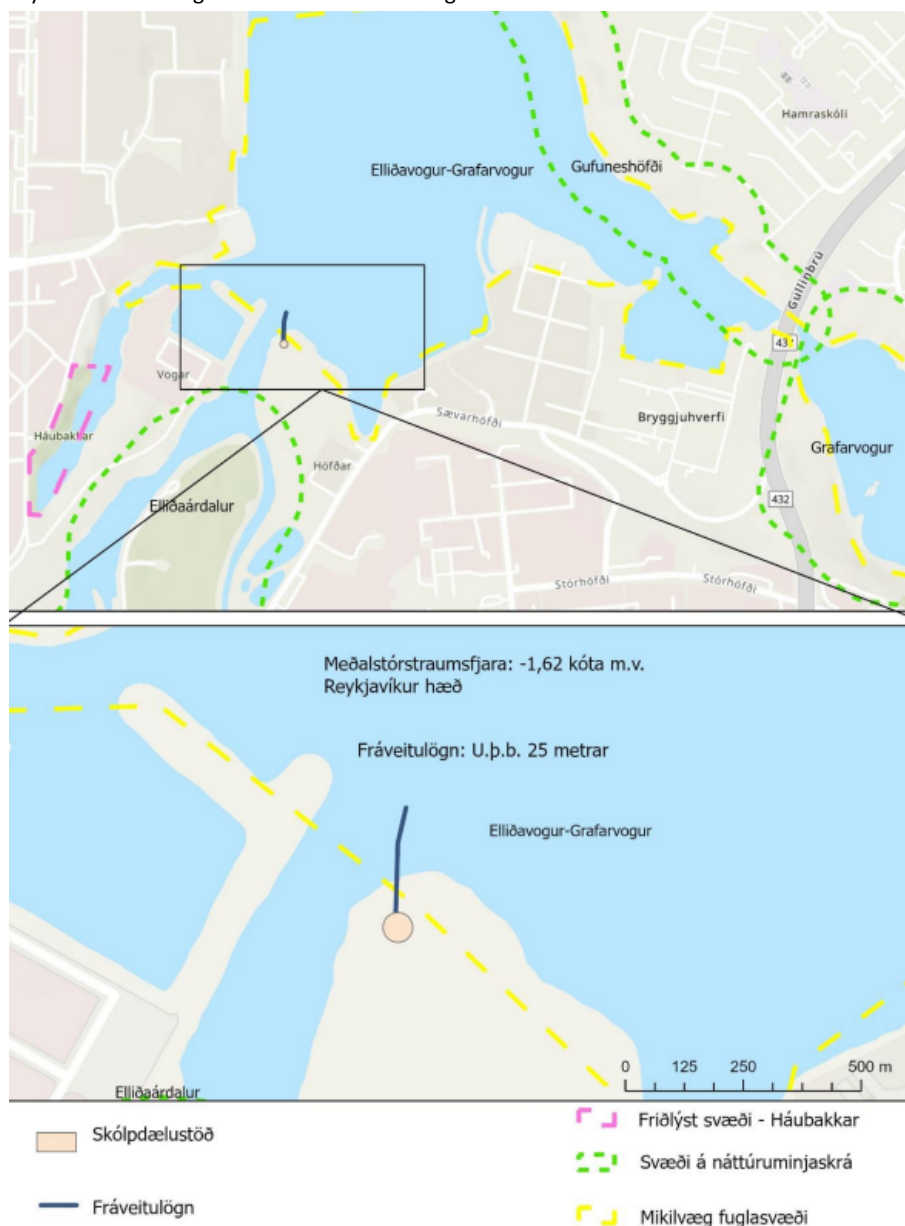 Hamraskóli
Elliðavogur-Grafarvogur
Gufuneshöfði
Gullinbrú
Vogar
Sævarhöfði
Bryggjuhverfi
Háubakkar
Grafarvogur
Höfðar
Elliðaárdalur
432
Stórhöfði
Stórhöfði
Meðalstórstraumsfjara: -1,62 kóta m.v.
Reykjavíkur hæð
Fráveitulögn: U.þ.b. 25 metrar
Elliðavogur-Grafarvogur
0 125 250 500 m
Elliðaárdalur
Skólpdælustöð
Fráveitulögn
Friðlýst svæði - Háubakkar
Svæði á náttúruminjaskrá
Mikilvæg fuglasvæði